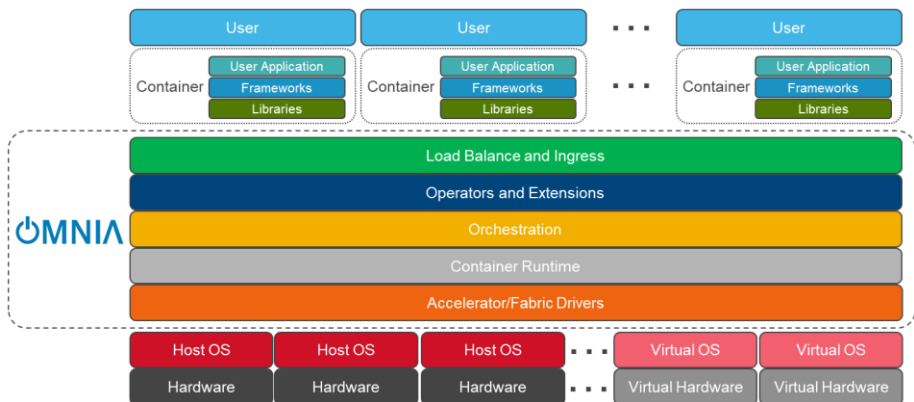 User User User
User Application User Application User Application
Container Frameworks Container Frameworks Container Frameworks
Libraries Libraries Libraries
Load Balance and Ingress
Operators and Extensions
OMNIA
Orchestration
Container Runtime
Accelerator/Fabric Drivers
Host OS Host OS Host OS Virtual OS Virtual OS
Hardware Hardware Hardware Virtual Hardware Virtual Hardware